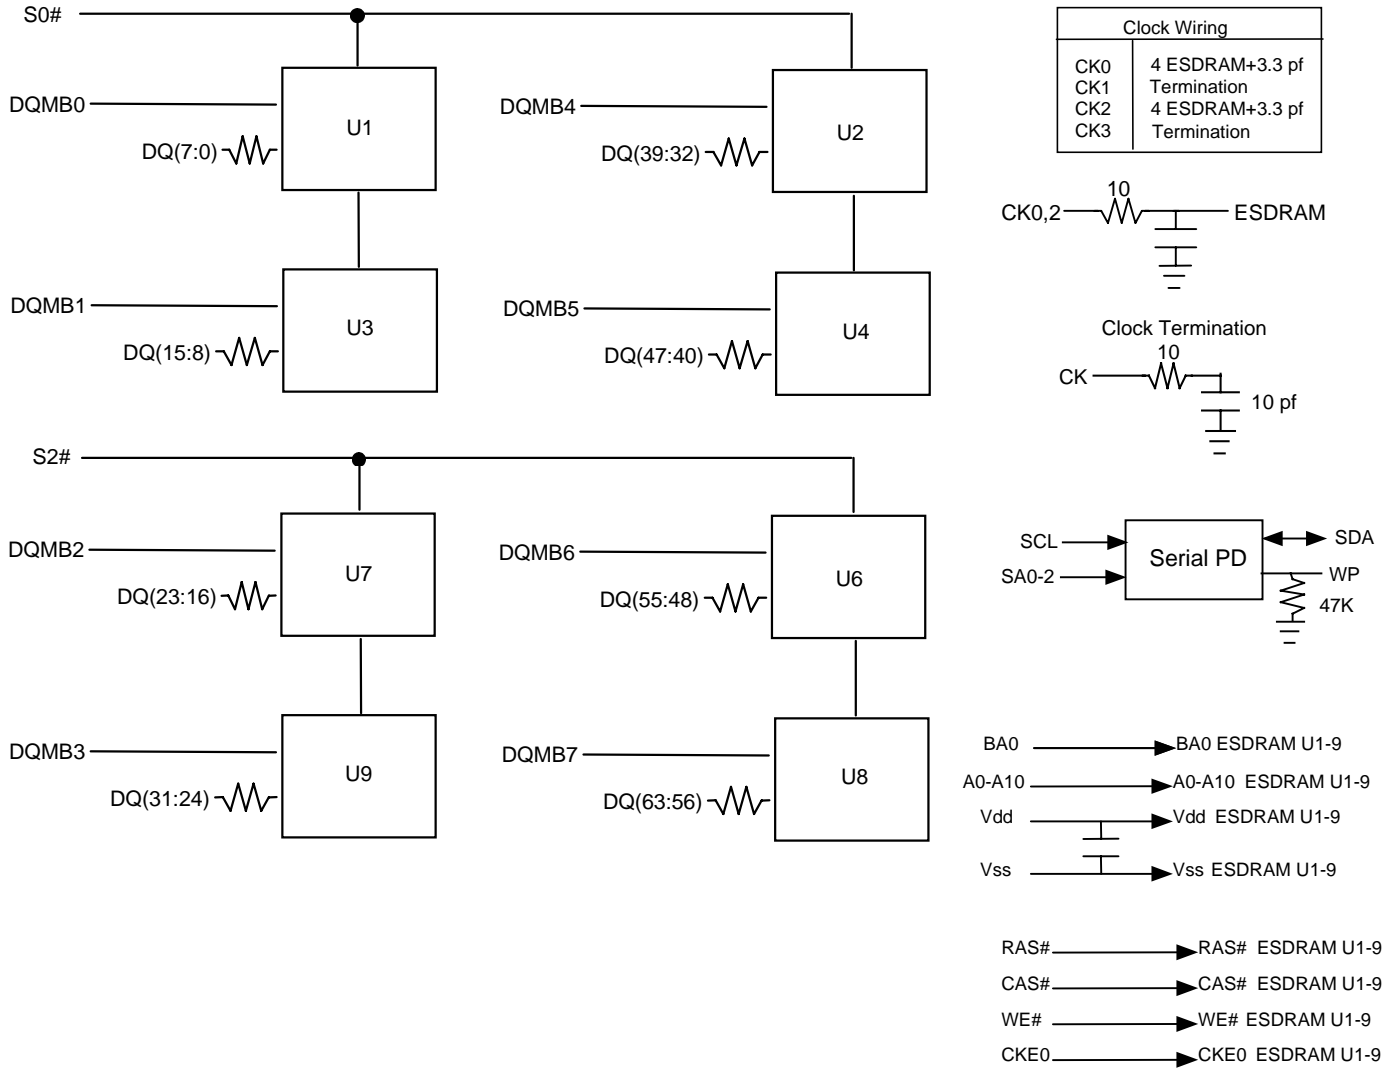 S0#
DQMB0
U1
DQ(7:0)
DQMB4
U2
DQ(39:32)
DQMB1
U3
DQ(15:8)
DQMB5
U4
DQ(47:40)
S2#
DQMB2
U7
DQ(23:16)
DQMB6
U6
DQ(55:48)
DQMB3
U9
DQ(31:24)
DQMB7
U8
DQ(63:56)
Clock Wiring
CK0 4 ESDRAM+3.3 pf
CK1 Termination
CK2 4 ESDRAM+3.3 pf
CK3 Termination
10
CK0,2 ESDRAM
Clock Termination
10
CK
10 pf
SCL
SA0-2
Serial PD
SDA
WP
47K
BA0 BA0 ESDRAM U1-9
A0-A10 A0-A10 ESDRAM U1-9
Vdd Vdd ESDRAM U1-9
Vss Vss ESDRAM U1-9
RAS# RAS# ESDRAM U1-9
CAS# CAS# ESDRAM U1-9
WE# WE# ESDRAM U1-9
CKE0 CKE0 ESDRAM U1-9